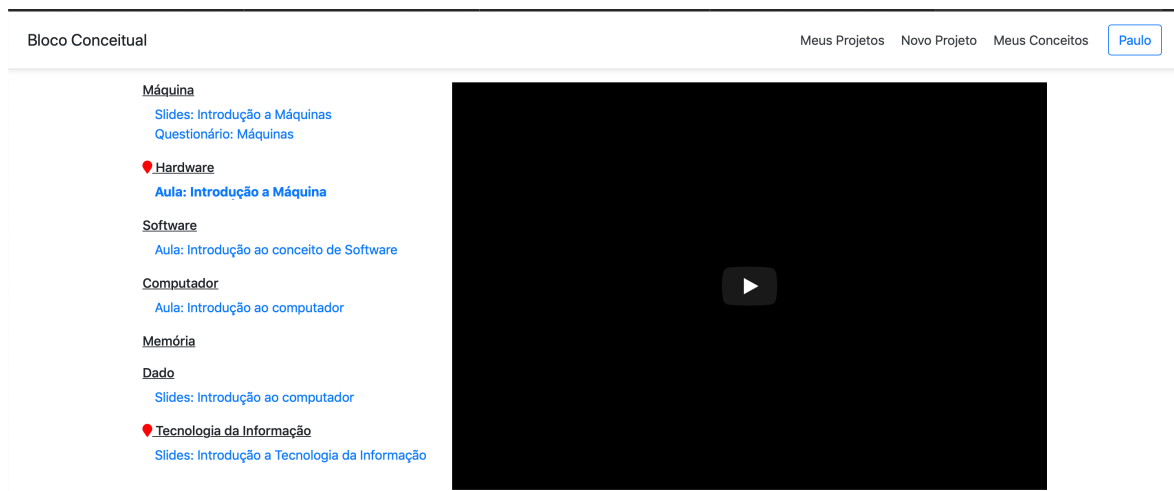 Bloco Conceitual
Meus Projetos Novo Projeto Meus Conceitos Paulo
Máquina
Slides: Introdução a Máquinas
Questionário: Máquinas
Hardware
Aula: Introdução a Máquina
Software
Aula: Introdução ao conceito de Software
Computador
Aula: Introdução ao computador
Memória
Dado
Slides: Introdução ao computador
Tecnologia da Informação
Slides: Introdução a Tecnologia da Informação